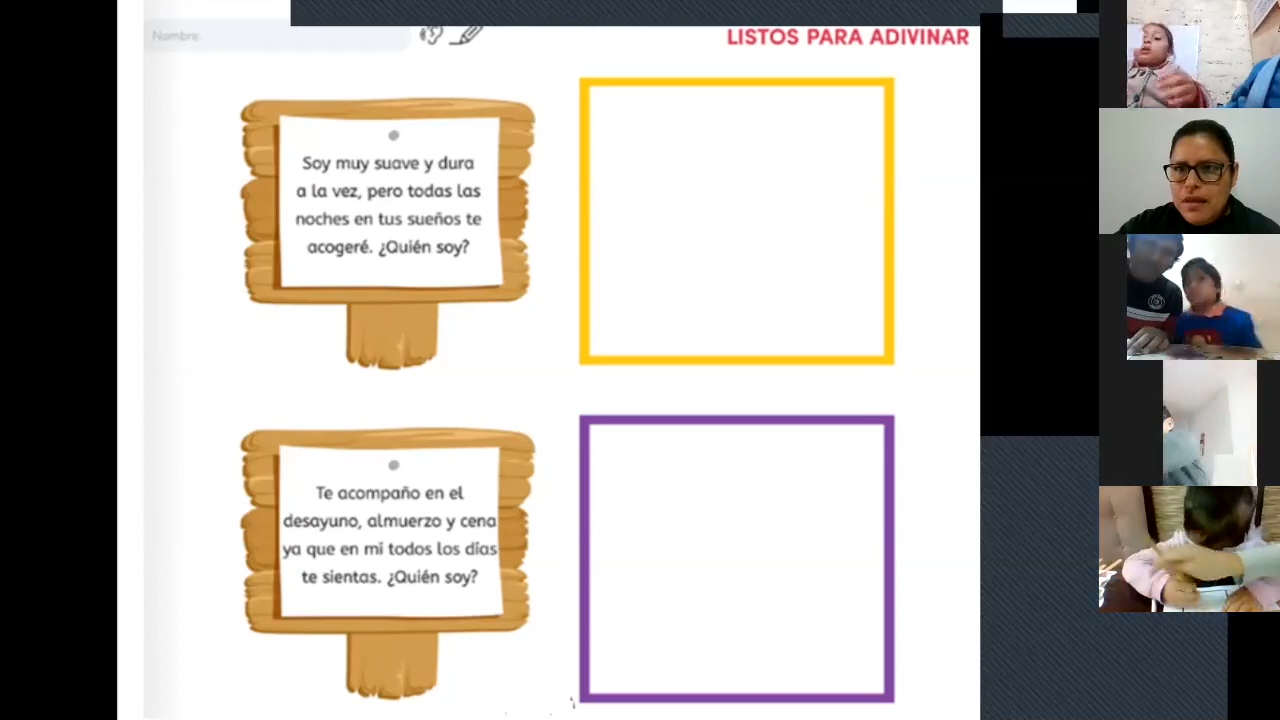 Nombre.
LISTOS PARA ADIVINAR
Soy muy suave y dura
a la vez, pero todas las
noches en tus sueños te
acogeré. ¿Quién soy?
Te acompaño en el
desayuno, almuerzo y cena
ya que en mí todos los días
te sientas. ¿Quién soy?